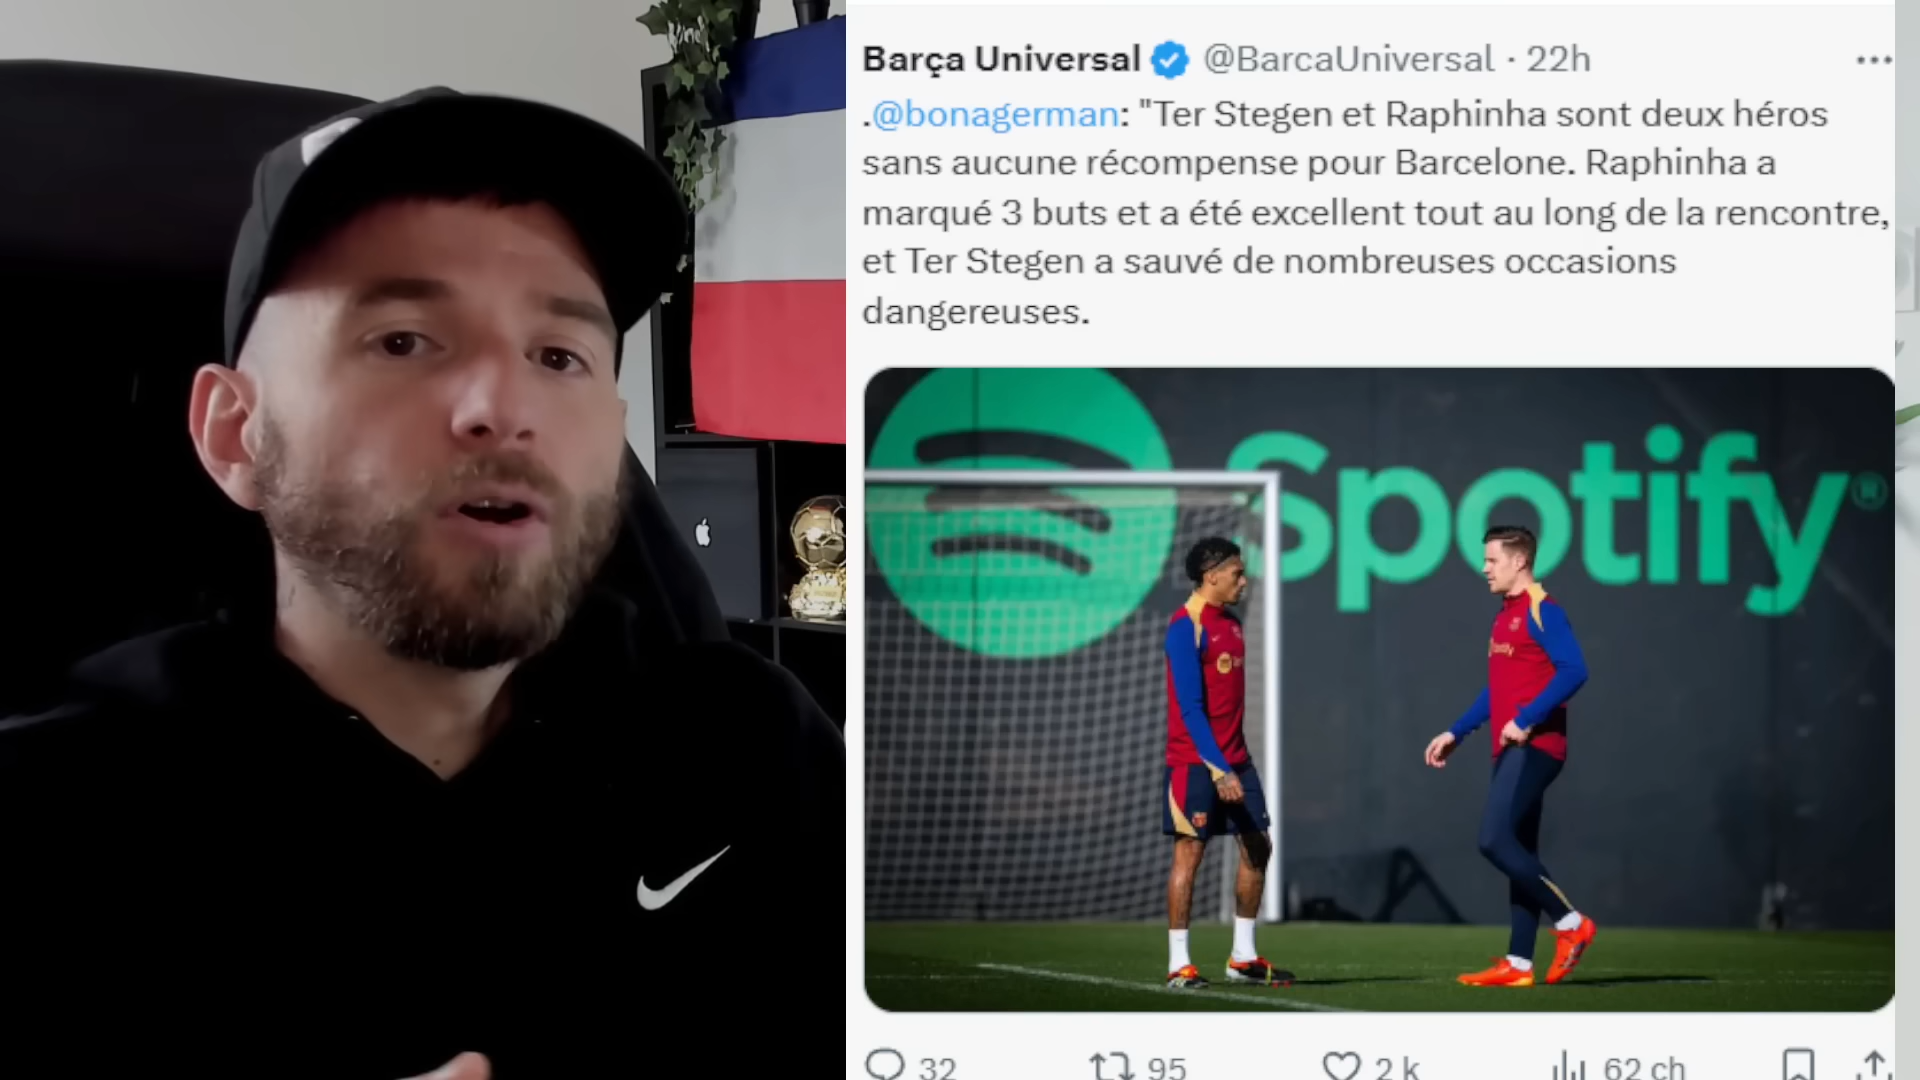 Barça Universal @BarcaUniversal · 22h
.@bonagerman: "Ter Stegen et Raphinha sont deux héros
sans aucune récompense pour Barcelone. Raphinha a
marqué 3 buts et a été excellent tout au long de la rencontre,
et Ter Stegen a sauvé de nombreuses occasions
dangereuses.
Spotify®
32 95 2 k 62 ch